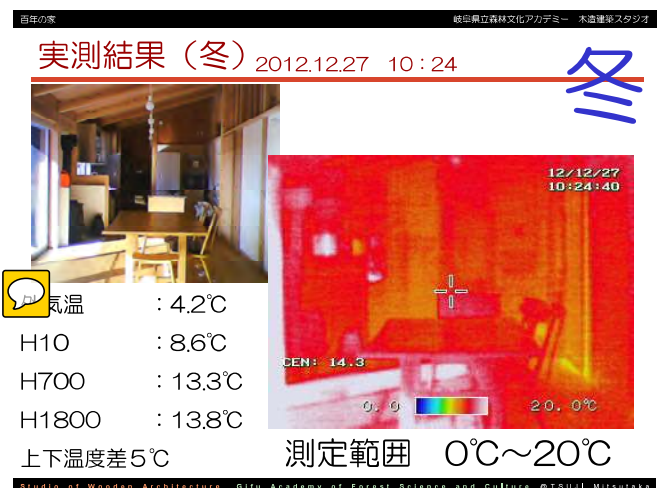 百年の家
岐阜県立森林文化アカデミー　木造建築スタジオ
実測結果（冬）2012.12.27　10：24
冬
12/12/27
10:24:40
気温　：4.2℃
H10　：8.6℃
H700　：13.3℃
H1800　：13.8℃
上下温度差5℃
CEN: 14.3
0.0　20.0℃
測定範囲　0℃～20℃
Studio of Wooden Architecture, Gifu Academy of Forest Science and Culture @TSUJI Mitsutaka